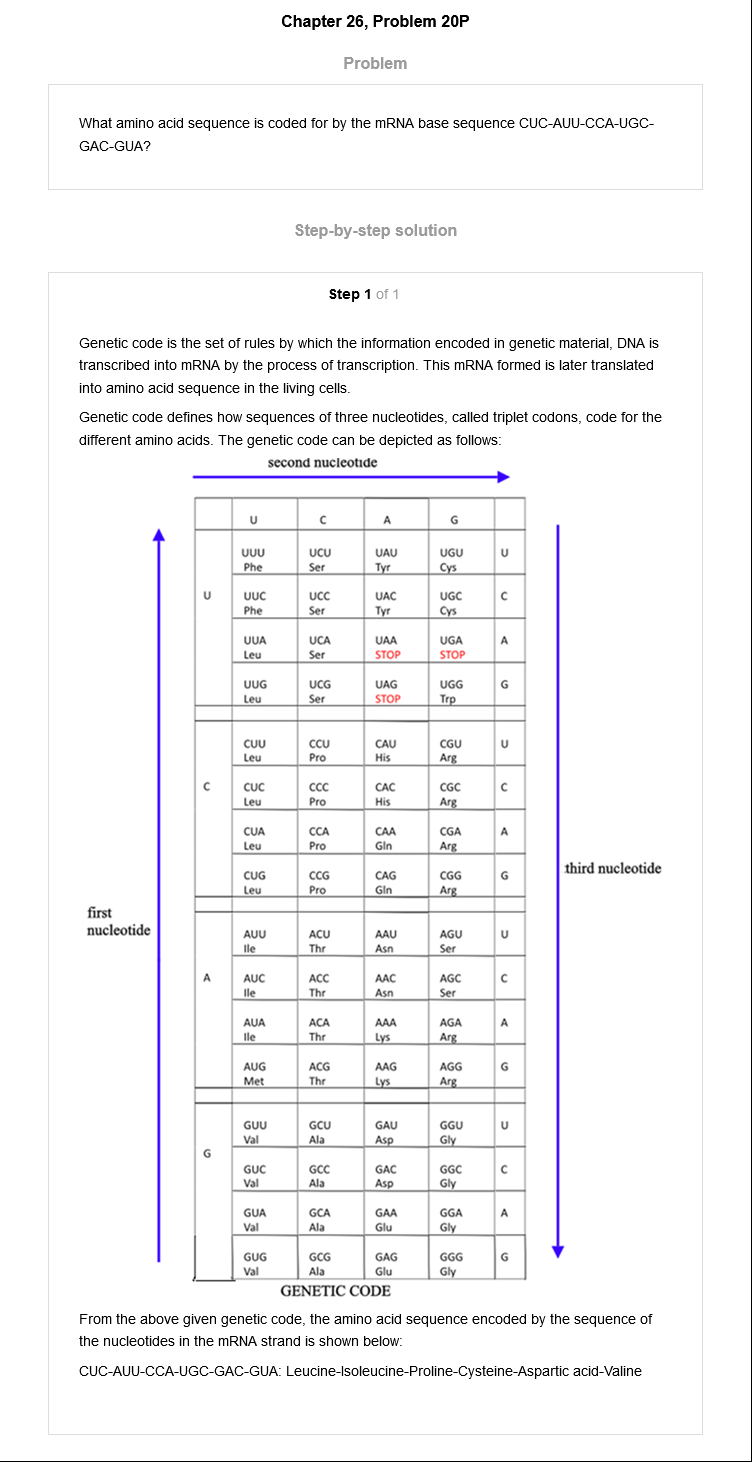 Chapter 26, Problem 20P
Problem
What amino acid sequence is coded for by the mRNA base sequence CUC-AUU-CCA-UGC-
GAC-GUA?
Step-by-step solution
Step 1 of 1
Genetic code is the set of rules by which the information encoded in genetic material, DNA is
transcribed into mRNA by the process of transcription. This mRNA formed is later translated
into amino acid sequence in the living cells.
Genetic code defines how sequences of three nucleotides, called triplet codons, code for the
different amino acids. The genetic code can be depicted as follows:
second nucleotide
U C A G
UUU UCU UAU UGU U
Phe Ser Tyr Cys
U UUC UCC UAC UGC C
Phe Ser Tyr Cys
UUA UCA UAA UGA A
Leu Ser STOP STOP
UUG UCG UAG UGG G
Leu Ser STOP Trp
CUU CCU CAU CGU U
Leu Pro His Arg
C CUC CCC CAC CGC C
Leu Pro His Arg
CUA CCA CAA CGA A
Leu Pro Gln Arg
third nucleotide
CUG CCG CAG CGG G
Leu Pro Gln Arg
first
nucleotide
AUU ACU AAU AGU U
Ile Thr Asn Ser
A AUC ACC AAC AGC C
Ile Thr Asn Ser
AUA ACA AAA AGA A
Ile Thr Lys Arg
AUG ACG AAG AGG G
Met Thr Lys Arg
GUU GCU GAU GGU U
Val Ala Asp Gly
G
GUC GCC GAC GGC C
Val Ala Asp Gly
GUA GCA GAA GGA A
Val Ala Glu Gly
GUG GCG GAG GGG G
Val Ala Glu Gly
GENETIC CODE
From the above given genetic code, the amino acid sequence encoded by the sequence of
the nucleotides in the mRNA strand is shown below:
CUC-AUU-CCA-UGC-GAC-GUA: Leucine-Isoleucine-Proline-Cysteine-Aspartic acid-Valine